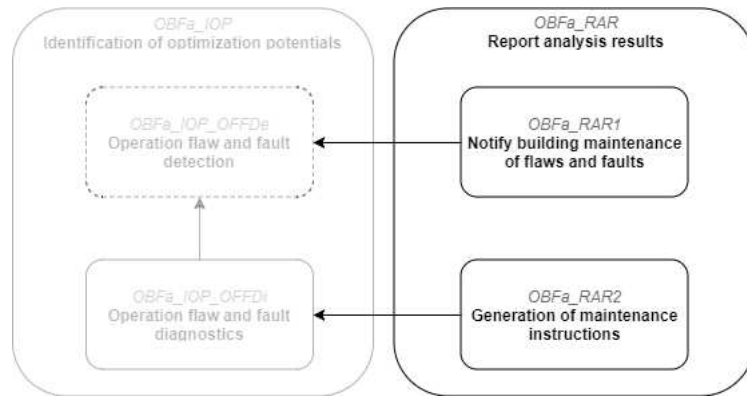 OBFa_IOP
Identification of optimization potentials
OBFa_IOP_OFFDe
Operation flaw and fault
detection
OBFa_IOP_OFFDi
Operation flaw and fault
diagnostics
OBFa_RAR
Report analysis results
OBFa_RAR1
Notify building maintenance
of flaws and faults
OBFa_RAR2
Generation of maintenance
instructions